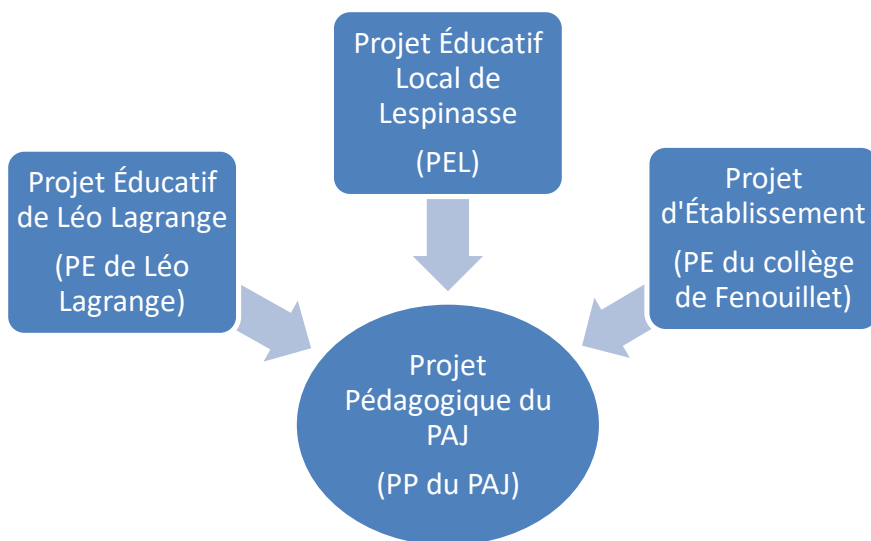 Projet Éducatif
de Léo Lagrange
(PE de Léo
Lagrange)
Projet Éducatif
Local de
Lespinasse
(PEL)
Projet
d'Établissement
(PE du collège
de Fenouillet)
Projet
Pédagogique du
PAJ
(PP du PAJ)